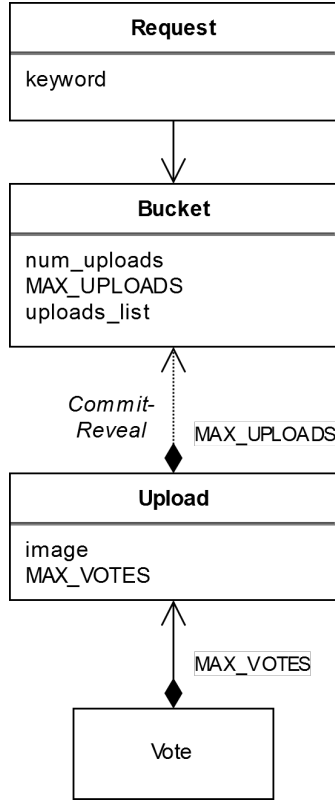 Request
keyword
Bucket
num_uploads
MAX_UPLOADS
uploads_list
Commit-
Reveal
MAX_UPLOADS
Upload
image
MAX_VOTES
MAX_VOTES
Vote